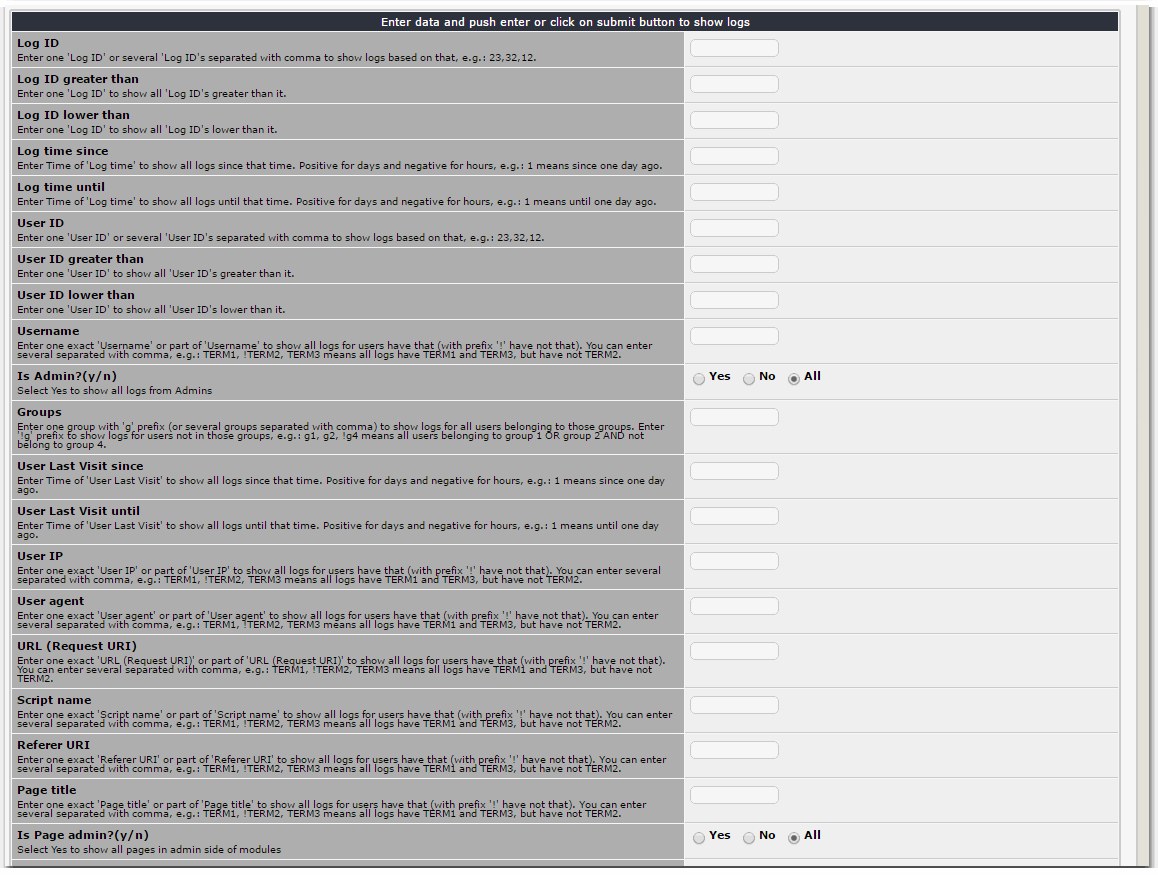 Enter data and push enter or click on submit button to show logs
Log ID
Enter one 'Log ID' or several 'Log ID's separated with comma to show logs based on that, e.g.: 23,32,12.
Log ID greater than
Enter one 'Log ID' to show all 'Log ID's greater than it.
Log ID lower than
Enter one 'Log ID' to show all 'Log ID's lower than it.
Log time since
Enter Time of 'Log time' to show all logs since that time. Positive for days and negative for hours, e.g.: 1 means since one day ago.
Log time until
Enter Time of 'Log time' to show all logs until that time. Positive for days and negative for hours, e.g.: 1 means until one day ago.
User ID
Enter one 'User ID' or several 'User ID's separated with comma to show logs based on that, e.g.: 23,32,12.
User ID greater than
Enter one 'User ID' to show all 'User ID's greater than it.
User ID lower than
Enter one 'User ID' to show all 'User ID's lower than it.
Username
Enter one exact 'Username' or part of 'Username' to show all logs for users have that (with prefix '!' have not that). You can enter
several separated with comma, e.g.: TERM1, !TERM2, TERM3 means all logs have TERM1 and TERM3, but have not TERM2.
Is Admin?(y/n)
Select Yes to show all logs from Admins
Yes No All
Groups
Enter one group with 'g' prefix (or several groups separated with comma) to show logs for all users belonging to those groups. Enter
'!g' prefix to show logs for users not in those groups, e.g.: g1, g2, !g4 means all users belonging to group 1 OR group 2 AND not
belong to group 4.
User Last Visit since
Enter Time of 'User Last Visit' to show all logs since that time. Positive for days and negative for hours, e.g.: 1 means since one day
ago.
User Last Visit until
Enter Time of 'User Last Visit' to show all logs until that time. Positive for days and negative for hours, e.g.: 1 means until one day
ago.
User IP
Enter one exact 'User IP' or part of 'User IP' to show all logs for users have that (with prefix '!' have not that). You can enter several
separated with comma, e.g.: TERM1, !TERM2, TERM3 means all logs have TERM1 and TERM3, but have not TERM2.
User agent
Enter one exact 'User agent' or part of 'User agent' to show all logs for users have that (with prefix '!' have not that). You can enter
several separated with comma, e.g.: TERM1, !TERM2, TERM3 means all logs have TERM1 and TERM3, but have not TERM2.
URL (Request URI)
Enter one exact 'URL (Request URI)' or part of 'URL (Request URI)' to show all logs for users have that (with prefix '!' have not that).
You can enter several separated with comma, e.g.: TERM1, !TERM2, TERM3 means all logs have TERM1 and TERM3, but have not
TERM2.
Script name
Enter one exact 'Script name' or part of 'Script name' to show all logs for users have that (with prefix '!' have not that). You can enter
several separated with comma, e.g.: TERM1, !TERM2, TERM3 means all logs have TERM1 and TERM3, but have not TERM2.
Referer URI
Enter one exact 'Referer URI' or part of 'Referer URI' to show all logs for users have that (with prefix '!' have not that). You can enter
several separated with comma, e.g.: TERM1, !TERM2, TERM3 means all logs have TERM1 and TERM3, but have not TERM2.
Page title
Enter one exact 'Page title' or part of 'Page title' to show all logs for users have that (with prefix '!' have not that). You can enter
several separated with comma, e.g.: TERM1, !TERM2, TERM3 means all logs have TERM1 and TERM3, but have not TERM2.
Is Page admin?(y/n)
Select Yes to show all pages in admin side of modules
Yes No All